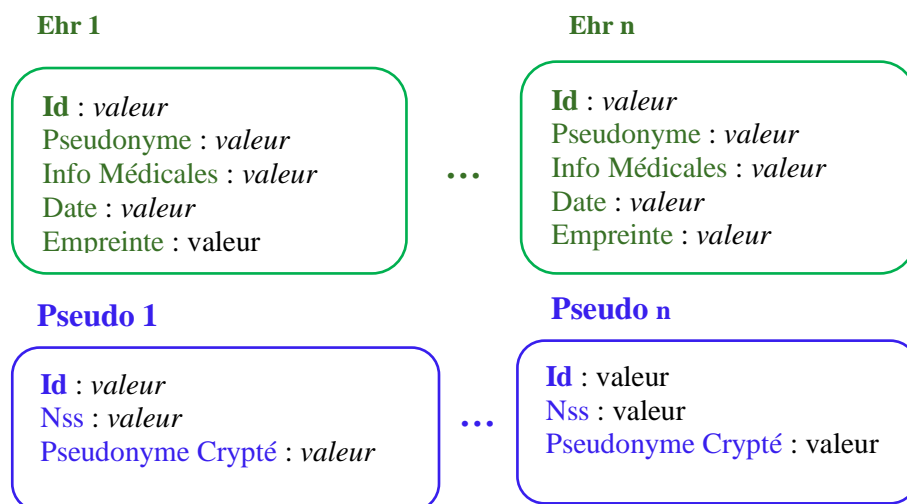 Ehr 1
Ehr n
Id : valeur
Pseudonyme : valeur
Info Médicales : valeur
Date : valeur
Empreinte : valeur
...
Id : valeur
Pseudonyme : valeur
Info Médicales : valeur
Date : valeur
Empreinte : valeur
Pseudo 1
Pseudo n
Id : valeur
Nss : valeur
Pseudonyme Crypté : valeur
...
Id : valeur
Nss : valeur
Pseudonyme Crypté : valeur